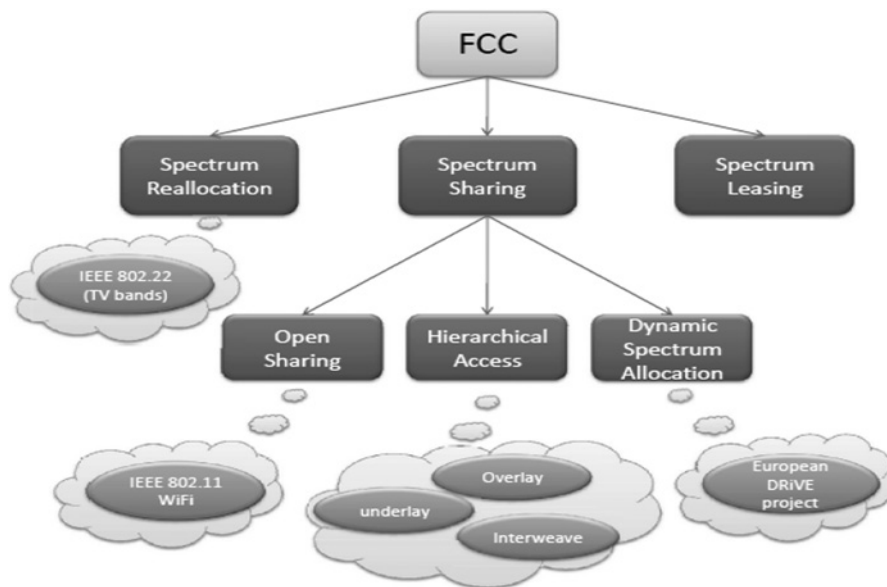 FCC
Spectrum
Reallocation
Spectrum
Sharing
Spectrum
Leasing
IEEE 802.22
(TV bands)
Open
Sharing
Hierarchical
Access
Dynamic
Spectrum
Allocation
IEEE 802.11
WiFi
Overlay
underlay
Interweave
European
DRiVE
project